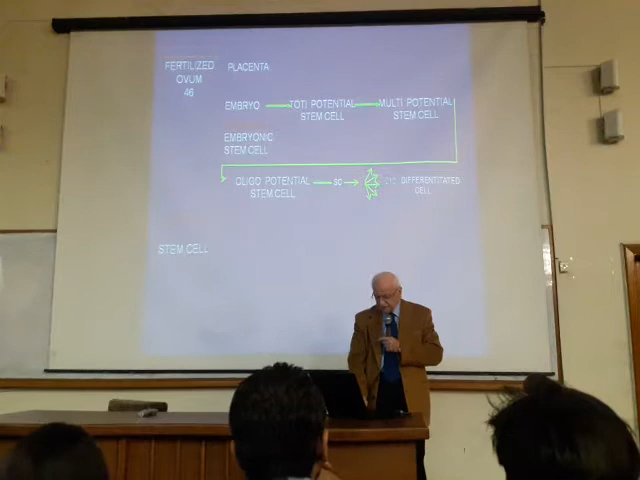 FERTILIZED
OVUM
46
PLACENTA
EMBRYO TOTI POTENTIAL
STEM CELL MULTI POTENTIAL
STEM CELL
EMBRYONIC
STEM CELL
OLIGO POTENTIAL
STEM CELL
DIFFERENTITATED
CELL
STEM CELL